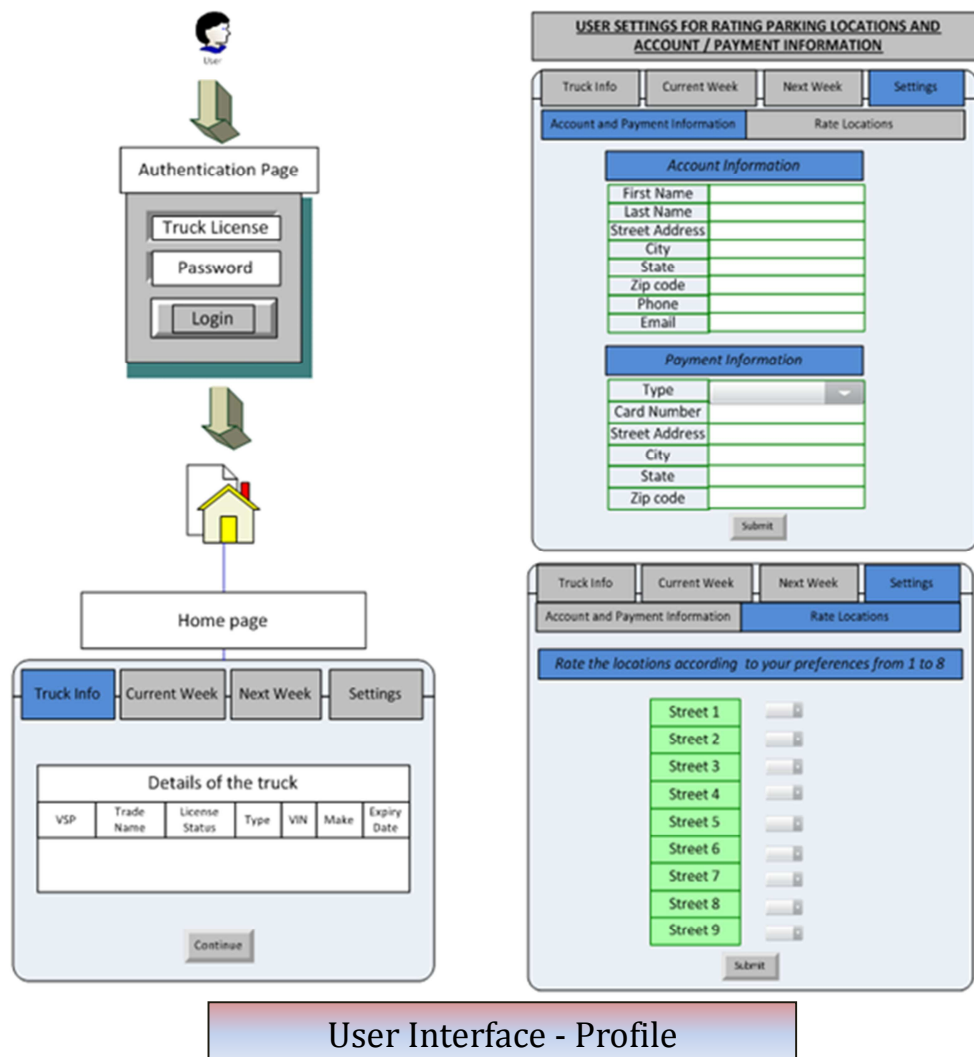 User
Authentication Page
Truck License
Password
Login
Home page
Truck Info Current Week Next Week Settings
Details of the truck
VSP Trade Name License Status Type VIN Make Expiry Date
Continue
USER SETTINGS FOR RATING PARKING LOCATIONS AND
ACCOUNT / PAYMENT INFORMATION
Truck Info Current Week Next Week Settings
Account and Payment Information Rate Locations
Account Information
First Name
Last Name
Street Address
City
State
Zip code
Phone
Email
Payment Information
Type
Card Number
Street Address
City
State
Zip code
Submit
Truck Info Current Week Next Week Settings
Account and Payment Information Rate Locations
Rate the locations according to your preferences from 1 to 8
Street 1
Street 2
Street 3
Street 4
Street 5
Street 6
Street 7
Street 8
Street 9
Submit
User Interface - Profile